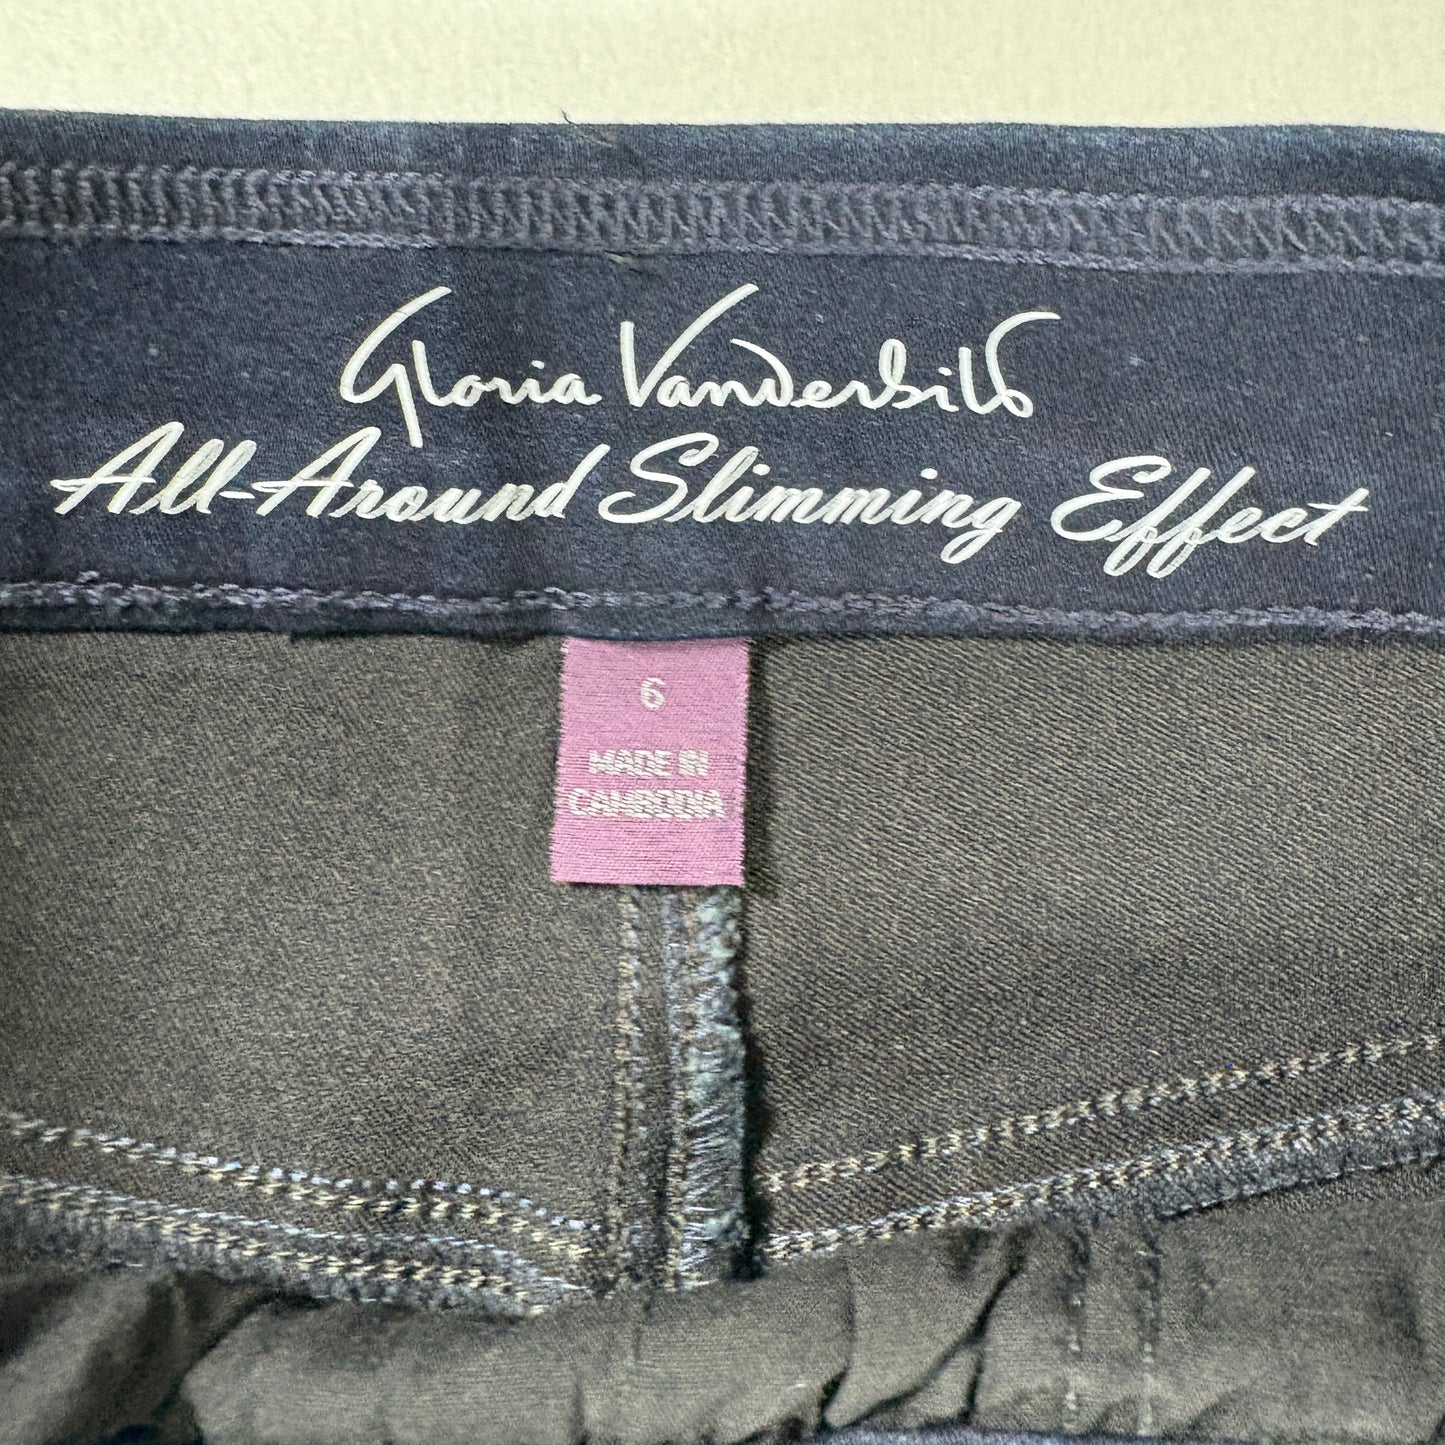 Gloria Vanderbilt
All-Around Slimming Effect
6
MADE IN
CAMBODIA